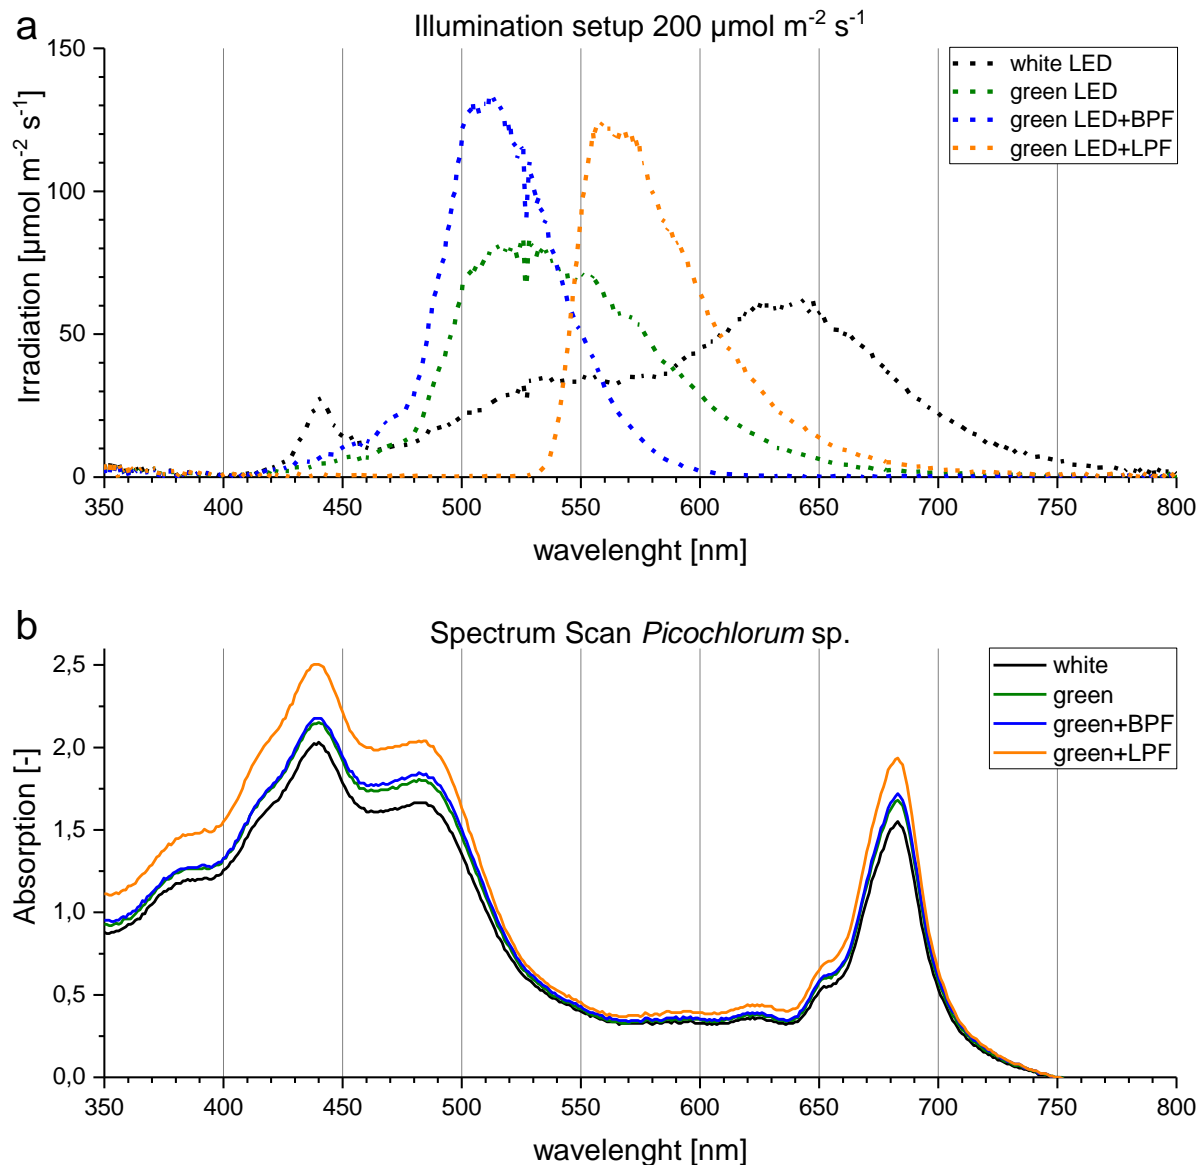 a
Illumination setup 200 µmol m-2 s-1
150
100
50
0
Irradiation [µmol m-2 s-1]
white LED
green LED
green LED+BPF
green LED+LPF
350 400 450 500 550 600 650 700 750 800
wavelenght [nm]
b
Spectrum Scan Picochlorum sp.
2,5
2,0
1,5
1,0
0,5
0,0
Absorption [-]
white
green
green+BPF
green+LPF
350 400 450 500 550 600 650 700 750 800
wavelenght [nm]